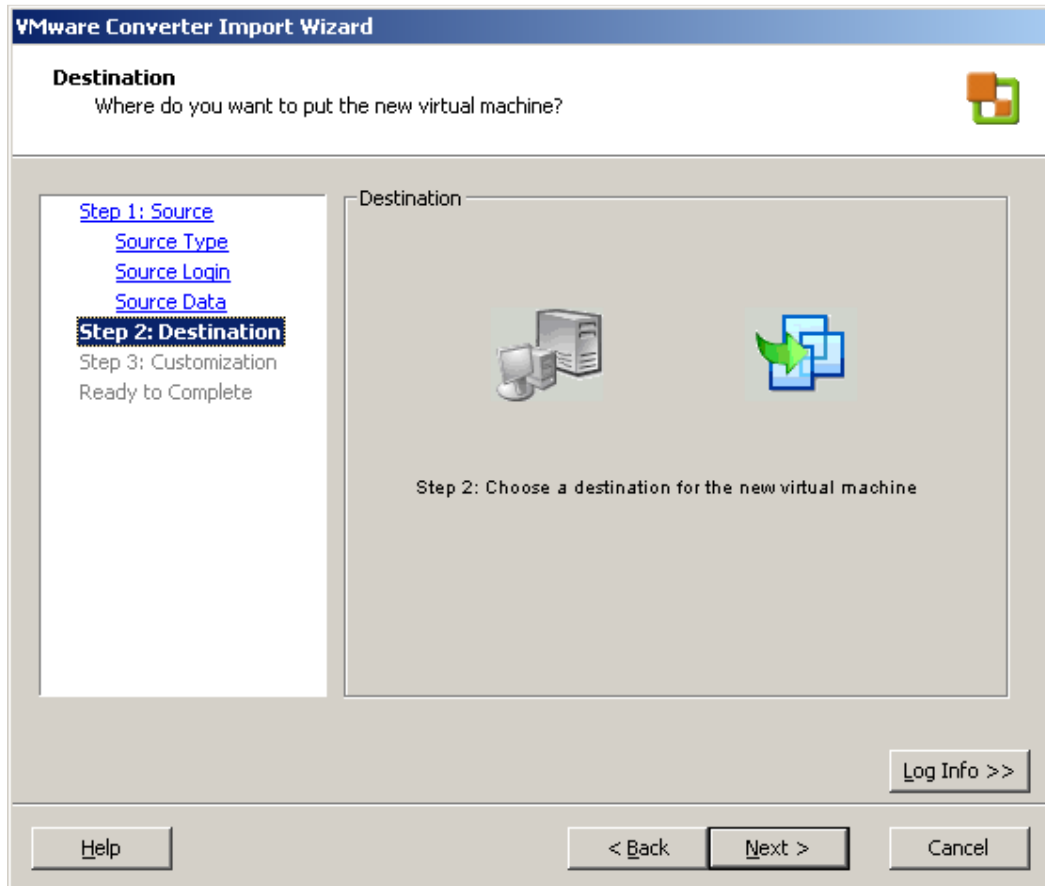 VMware Converter Import Wizard
Destination
Where do you want to put the new virtual machine?
Step 1: Source
Source Type
Source Login
Source Data
Step 2: Destination
Step 3: Customization
Ready to Complete
Destination
Step 2: Choose a destination for the new virtual machine
Log Info >>
Help
< Back
Next >
Cancel